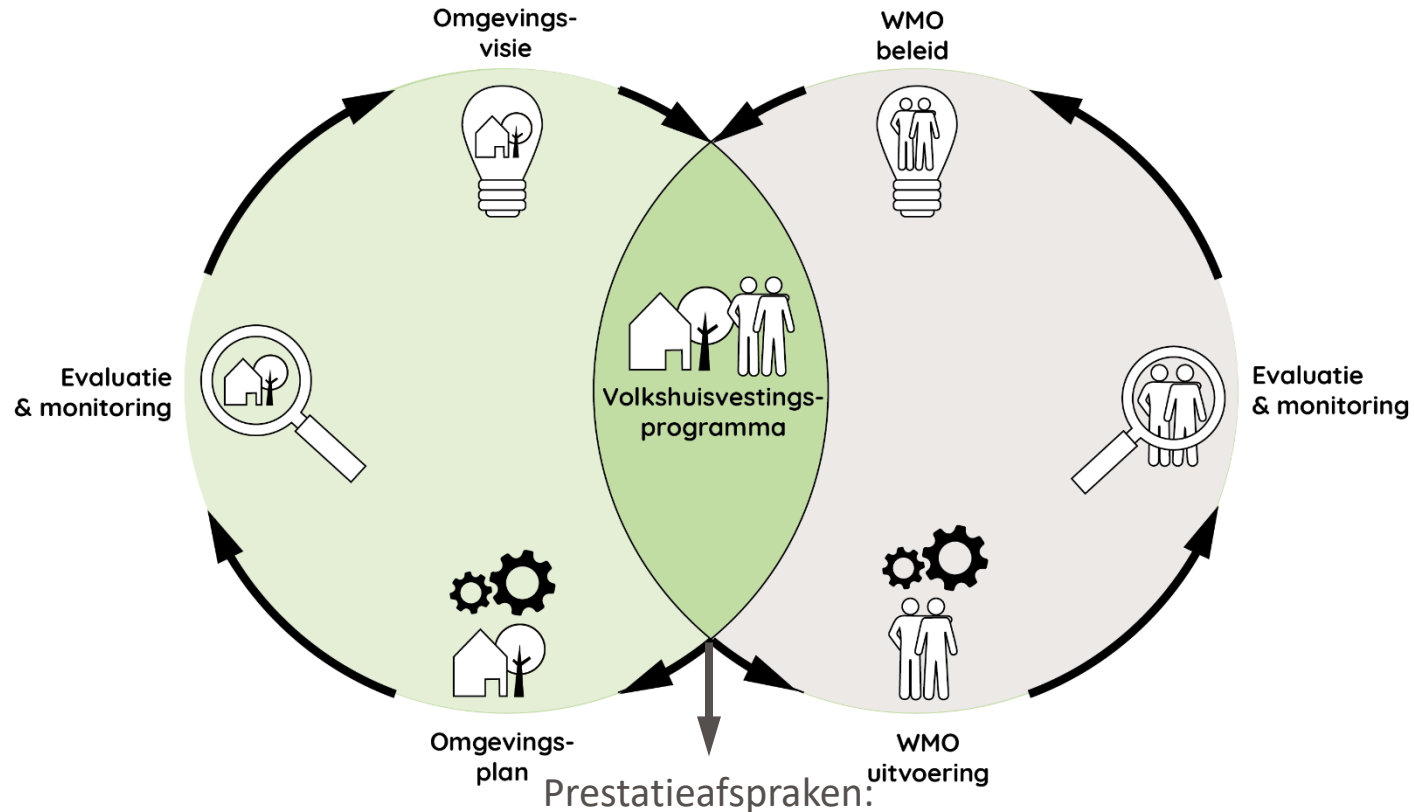 Omgevings-
visie
WMO
beleid
Evaluatie
& monitoring
Volkshuisvestings-
programma
Evaluatie
& monitoring
Omgevings-
plan
WMO
uitvoering
Prestatieafspraken: